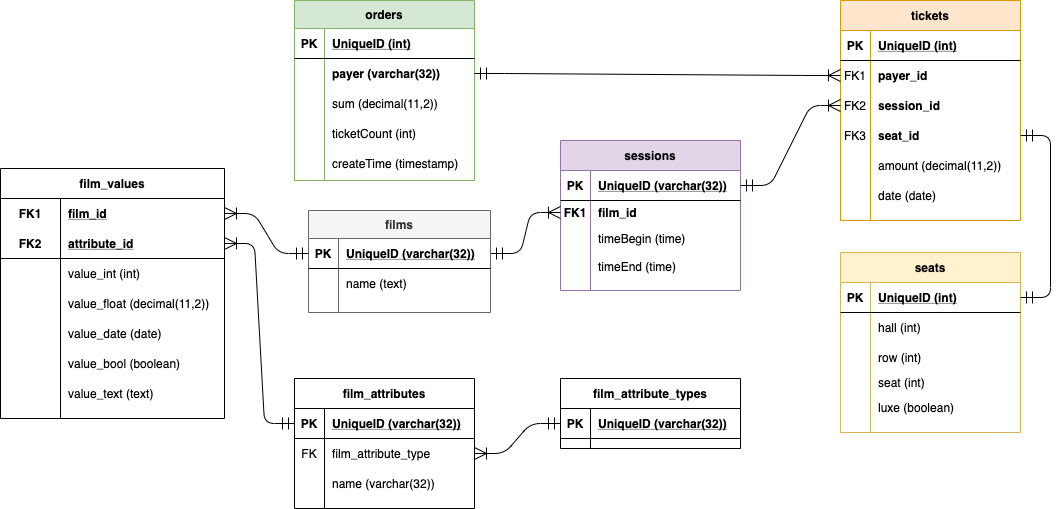 orders
PK UniqueID (int)
payer (varchar(32))
sum (decimal(11,2))
ticketCount (int)
createTime (timestamp)
tickets
PK UniqueID (int)
FK1 payer_id
FK2 session_id
FK3 seat_id
amount (decimal(11,2))
date (date)
sessions
PK UniqueID (varchar(32))
FK1 film_id
timeBegin (time)
timeEnd (time)
film_values
FK1 film_id
FK2 attribute_id
value_int (int)
value_float (decimal(11,2))
value_date (date)
value_bool (boolean)
value_text (text)
films
PK UniqueID (varchar(32))
name (text)
seats
PK UniqueID (int)
hall (int)
row (int)
seat (int)
luxe (boolean)
film_attributes
PK UniqueID (varchar(32))
FK film_attribute_type
name (varchar(32))
film_attribute_types
PK UniqueID (varchar(32))